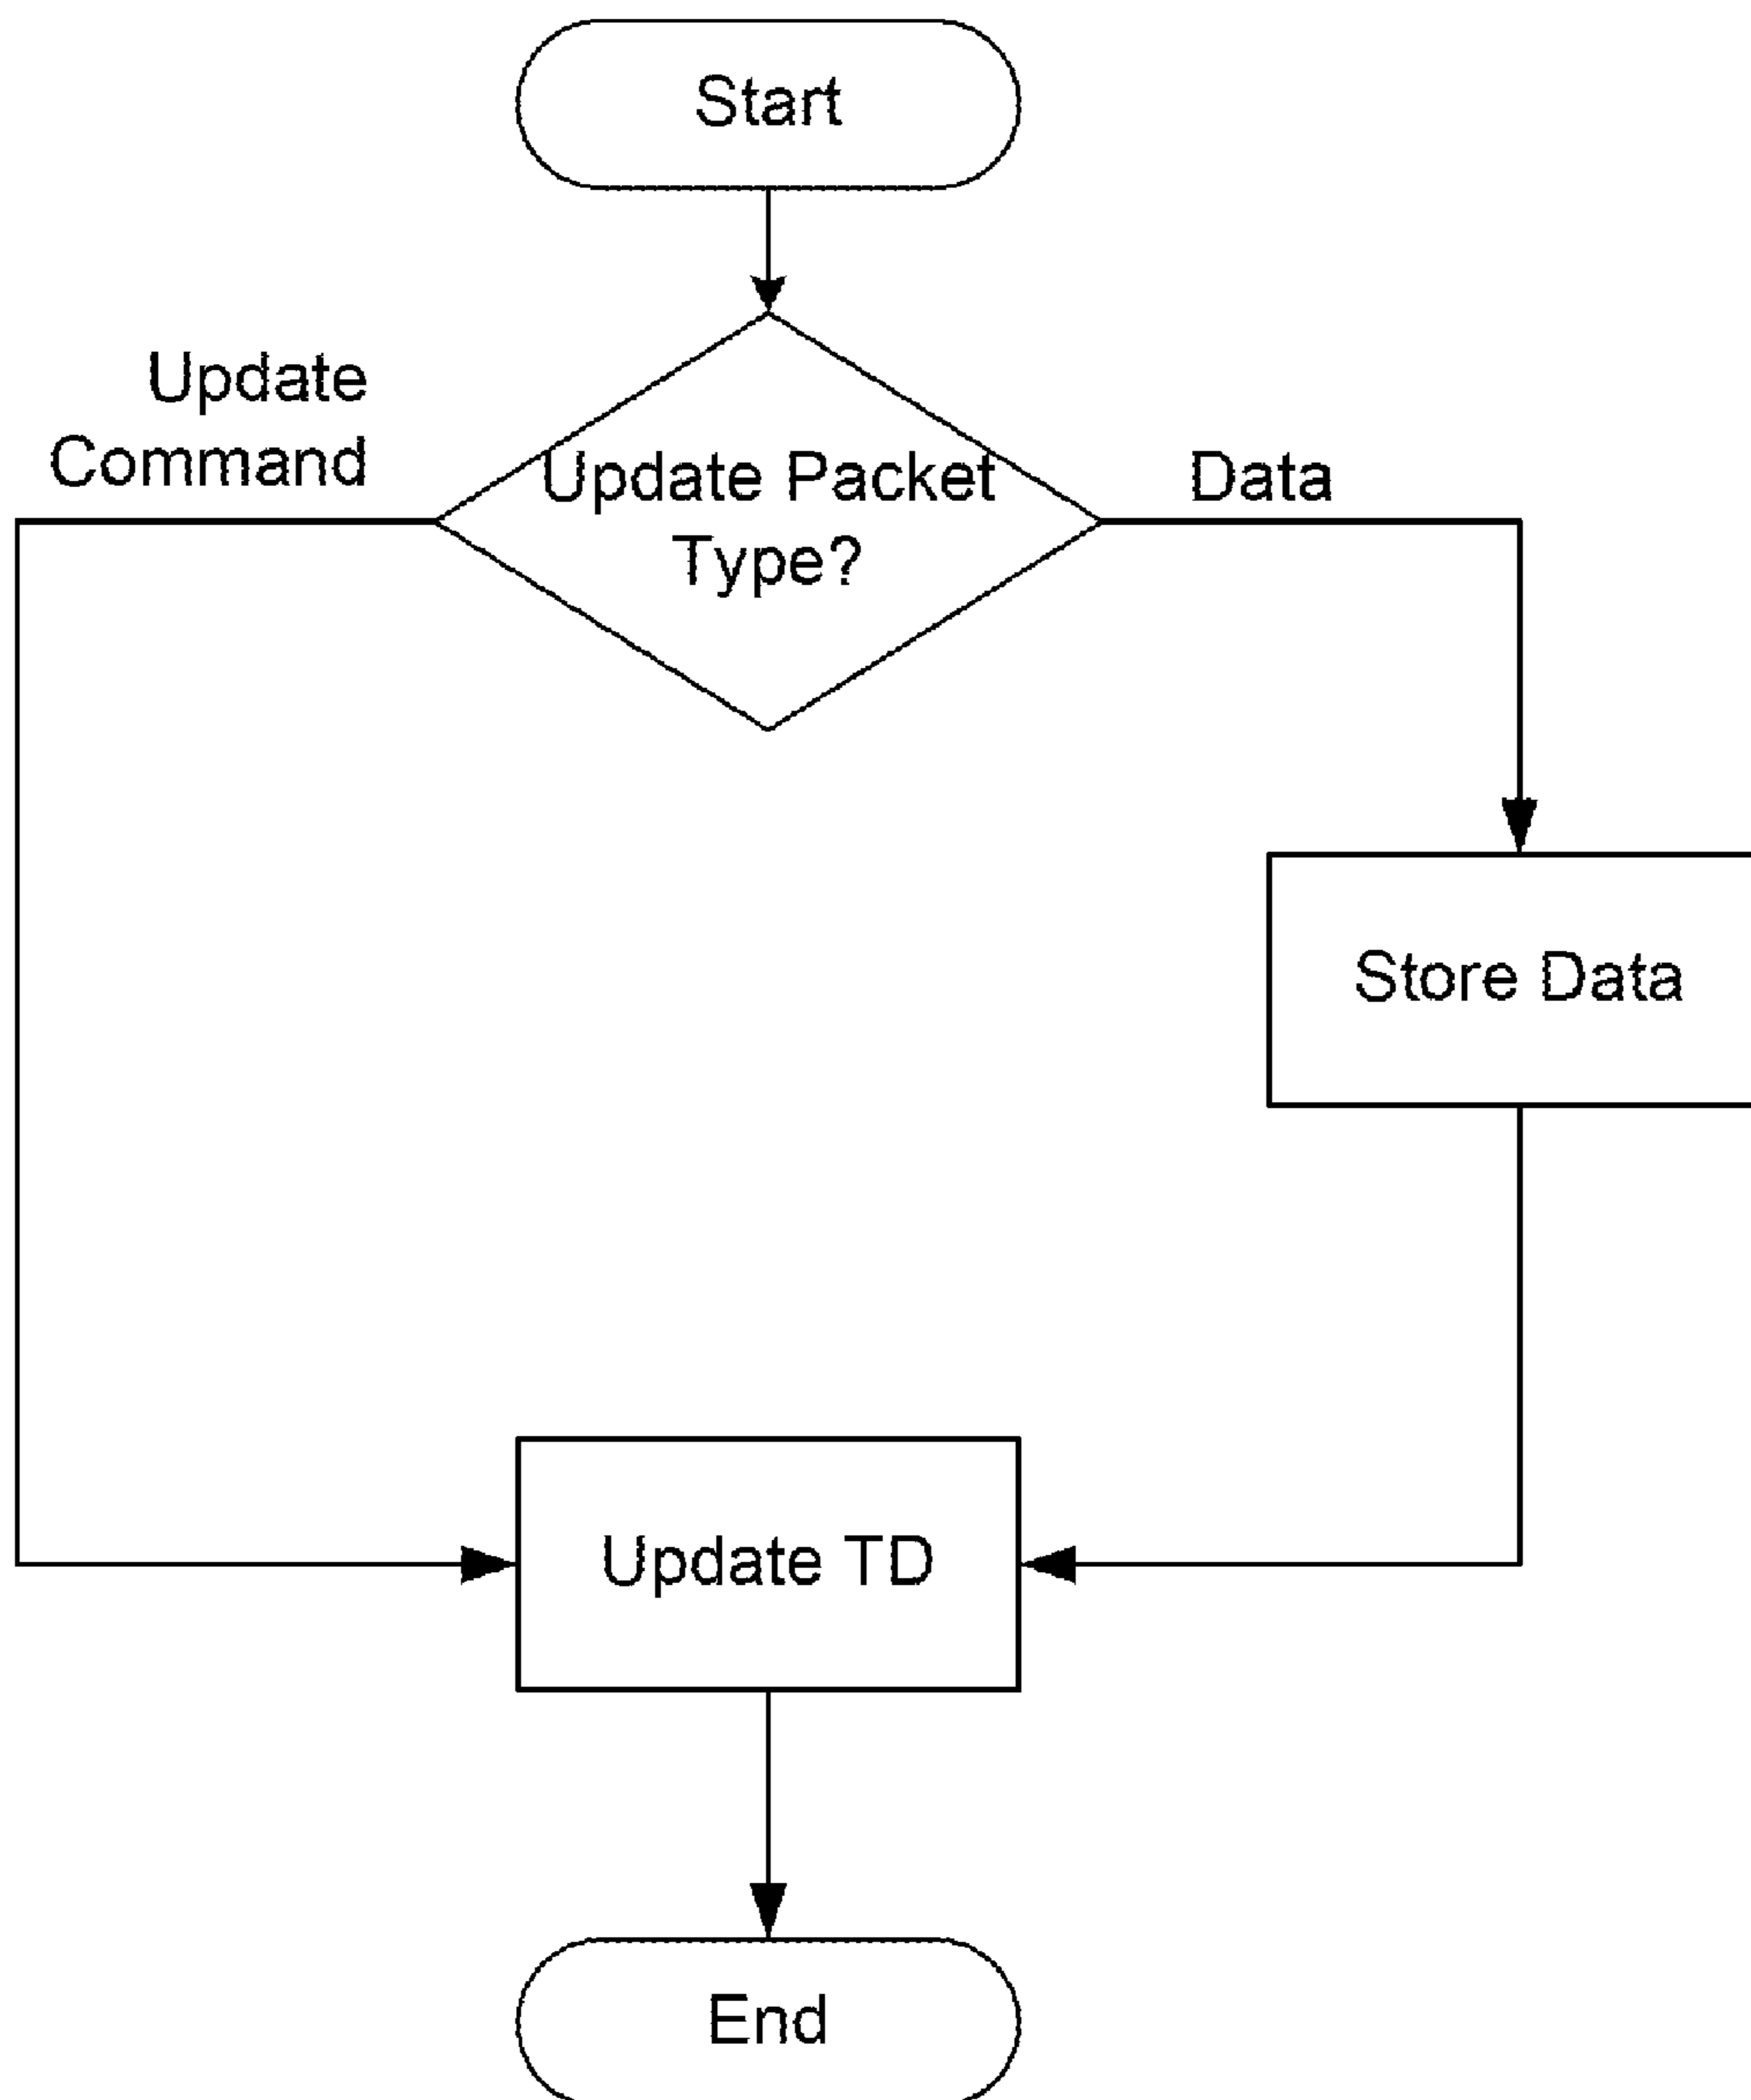 Start
Update
Command
Update Packet
Type?
Data
Store Data
Update TD
End